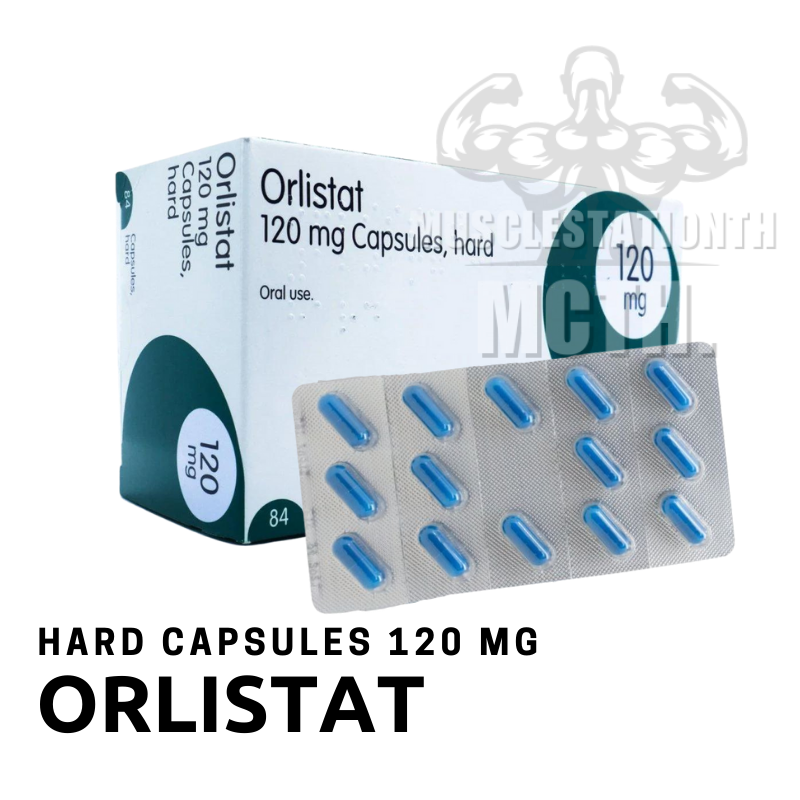 Orlistat
120 mg
Capsules,
hard
84
Capsules,
hard
120
mg
Orlistat
120 mg Capsules, hard
Oral use.
120
mg
84
MUSCLESTATIONTH
MCTH.
HARD CAPSULES 120 MG
ORLISTAT